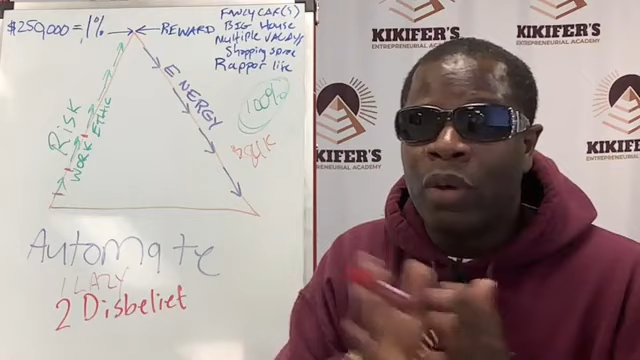 $250,000 = 1%
REWARD
FANCY CAR(S)
BIG House
Multiple VACAYS
Shopping spree
Rapper life
Risk
WORK ETHIC
ENERGY
100%
Automate
1 LAZY
2 Disbelief
KIKIFER'S
ENTREPRENEURIAL ACADEMY
KIKIFER'S
KIKIFER'S
ENTREPRENEURIAL ACADEMY
KIKIFER'S
ENTREPRENEURIAL ACADEMY